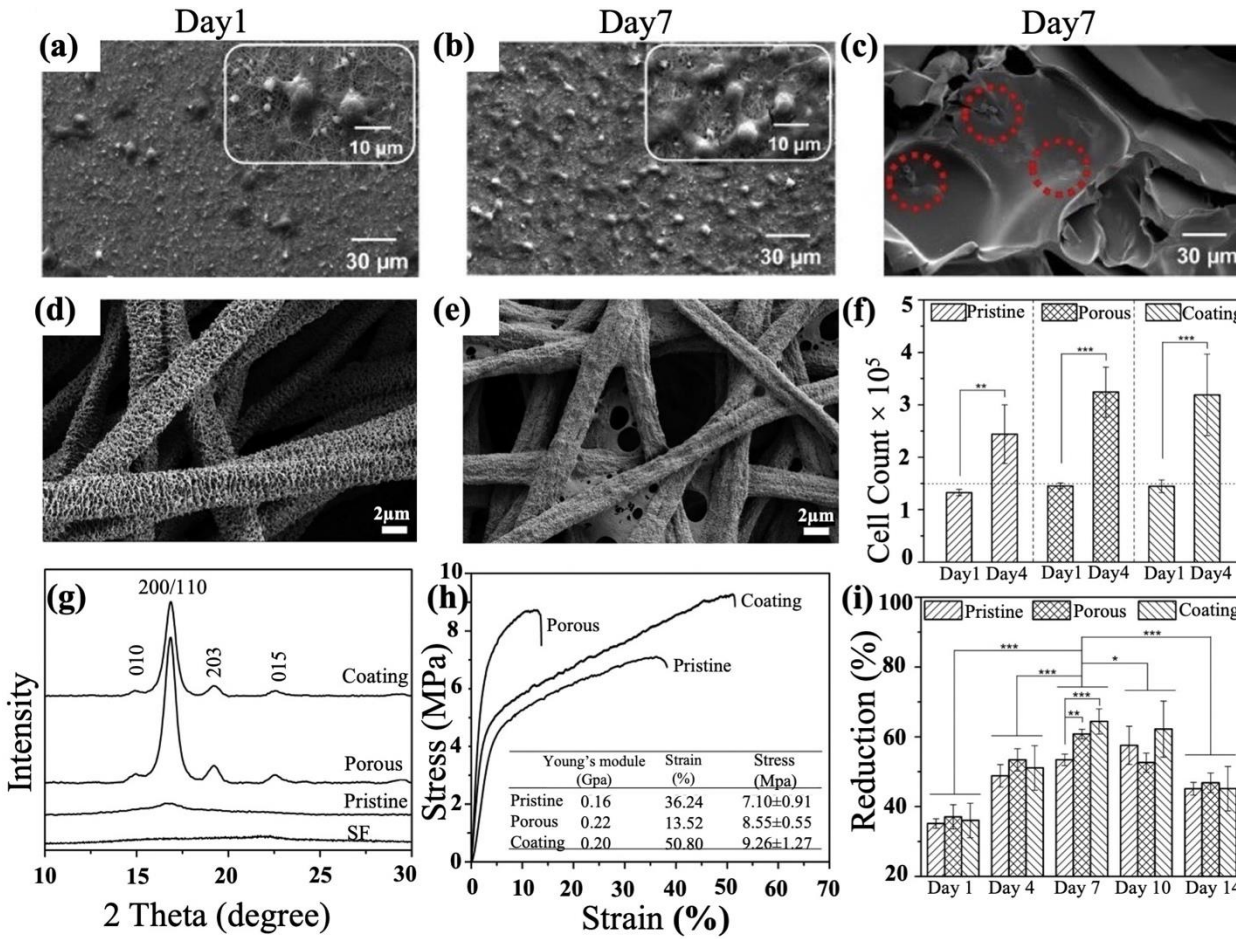 Day1
Day7
Day7
(a)
10 µm
30 µm
(b)
10 µm
30 µm
(c)
30 µm
(d)
2µm
(e)
2µm
(f)
Pristine
Porous
Coating
**
***
***
5
4
3
2
1
0
Cell Count × 10⁵
Day1 Day4 Day1 Day4 Day1 Day4
(g)
200/110
010
203
015
Coating
Porous
Pristine
SF
Intensity
10 15 20 25 30
2 Theta (degree)
(h)
Coating
Porous
Pristine
10
8
6
4
2
0
Stress (MPa)
Young's module (Gpa) Strain (%) Stress (Mpa)
Pristine 0.16 36.24 7.10±0.91
Porous 0.22 13.52 8.55±0.55
Coating 0.20 50.80 9.26±1.27
0 10 20 30 40 50 60 70
Strain (%)
(i)
Pristine
Porous
Coating
***
***
***
*
***
**
100
80
60
40
20
Reduction (%)
Day 1 Day 4 Day 7 Day 10 Day 14